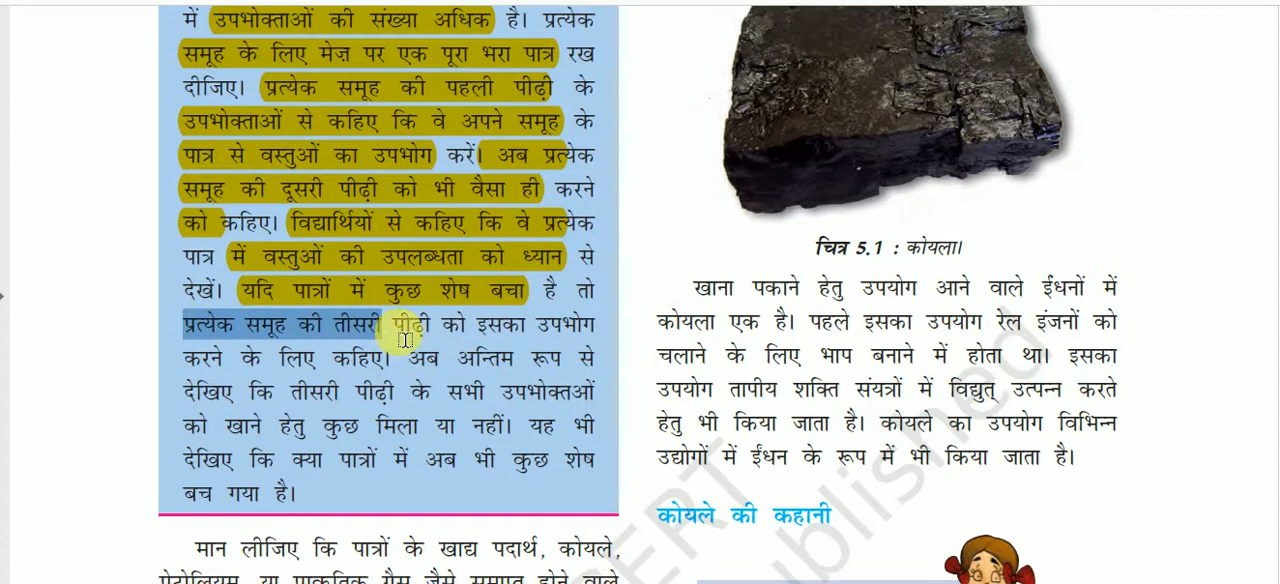 में उपभोक्ताओं की संख्या अधिक है। प्रत्येक
समूह के लिए मेज़ पर एक पूरा भरा पात्र रख
दीजिए। प्रत्येक समूह की पहली पीढ़ी के
उपभोक्ताओं से कहिए कि वे अपने समूह के
पात्र से वस्तुओं का उपभोग करें। अब प्रत्येक
समूह की दूसरी पीढ़ी को भी वैसा ही करने
को कहिए। विद्यार्थियों से कहिए कि वे प्रत्येक
पात्र में वस्तुओं की उपलब्धता को ध्यान से
देखें। यदि पात्रों में कुछ शेष बचा है तो
प्रत्येक समूह की तीसरी पीढ़ी को इसका उपभोग
करने के लिए कहिए। अब अन्तिम रूप से
देखिए कि तीसरी पीढ़ी के सभी उपभोक्तओं
को खाने हेतु कुछ मिला या नहीं। यह भी
देखिए कि क्या पात्रों में अब भी कुछ शेष
बच गया है।
मान लीजिए कि पात्रों के खाद्य पदार्थ, कोयले,
पेट्रोलियम या प्राकृतिक गैस जैसे समाप्त होने वाले
चित्र 5.1 : कोयला।
खाना पकाने हेतु उपयोग आने वाले ईंधनों में
कोयला एक है। पहले इसका उपयोग रेल इंजनों को
चलाने के लिए भाप बनाने में होता था। इसका
उपयोग तापीय शक्ति संयत्रों में विद्युत् उत्पन्न करते
हेतु भी किया जाता है। कोयले का उपयोग विभिन्न
उद्योगों में ईंधन के रूप में भी किया जाता है।
कोयले की कहानी